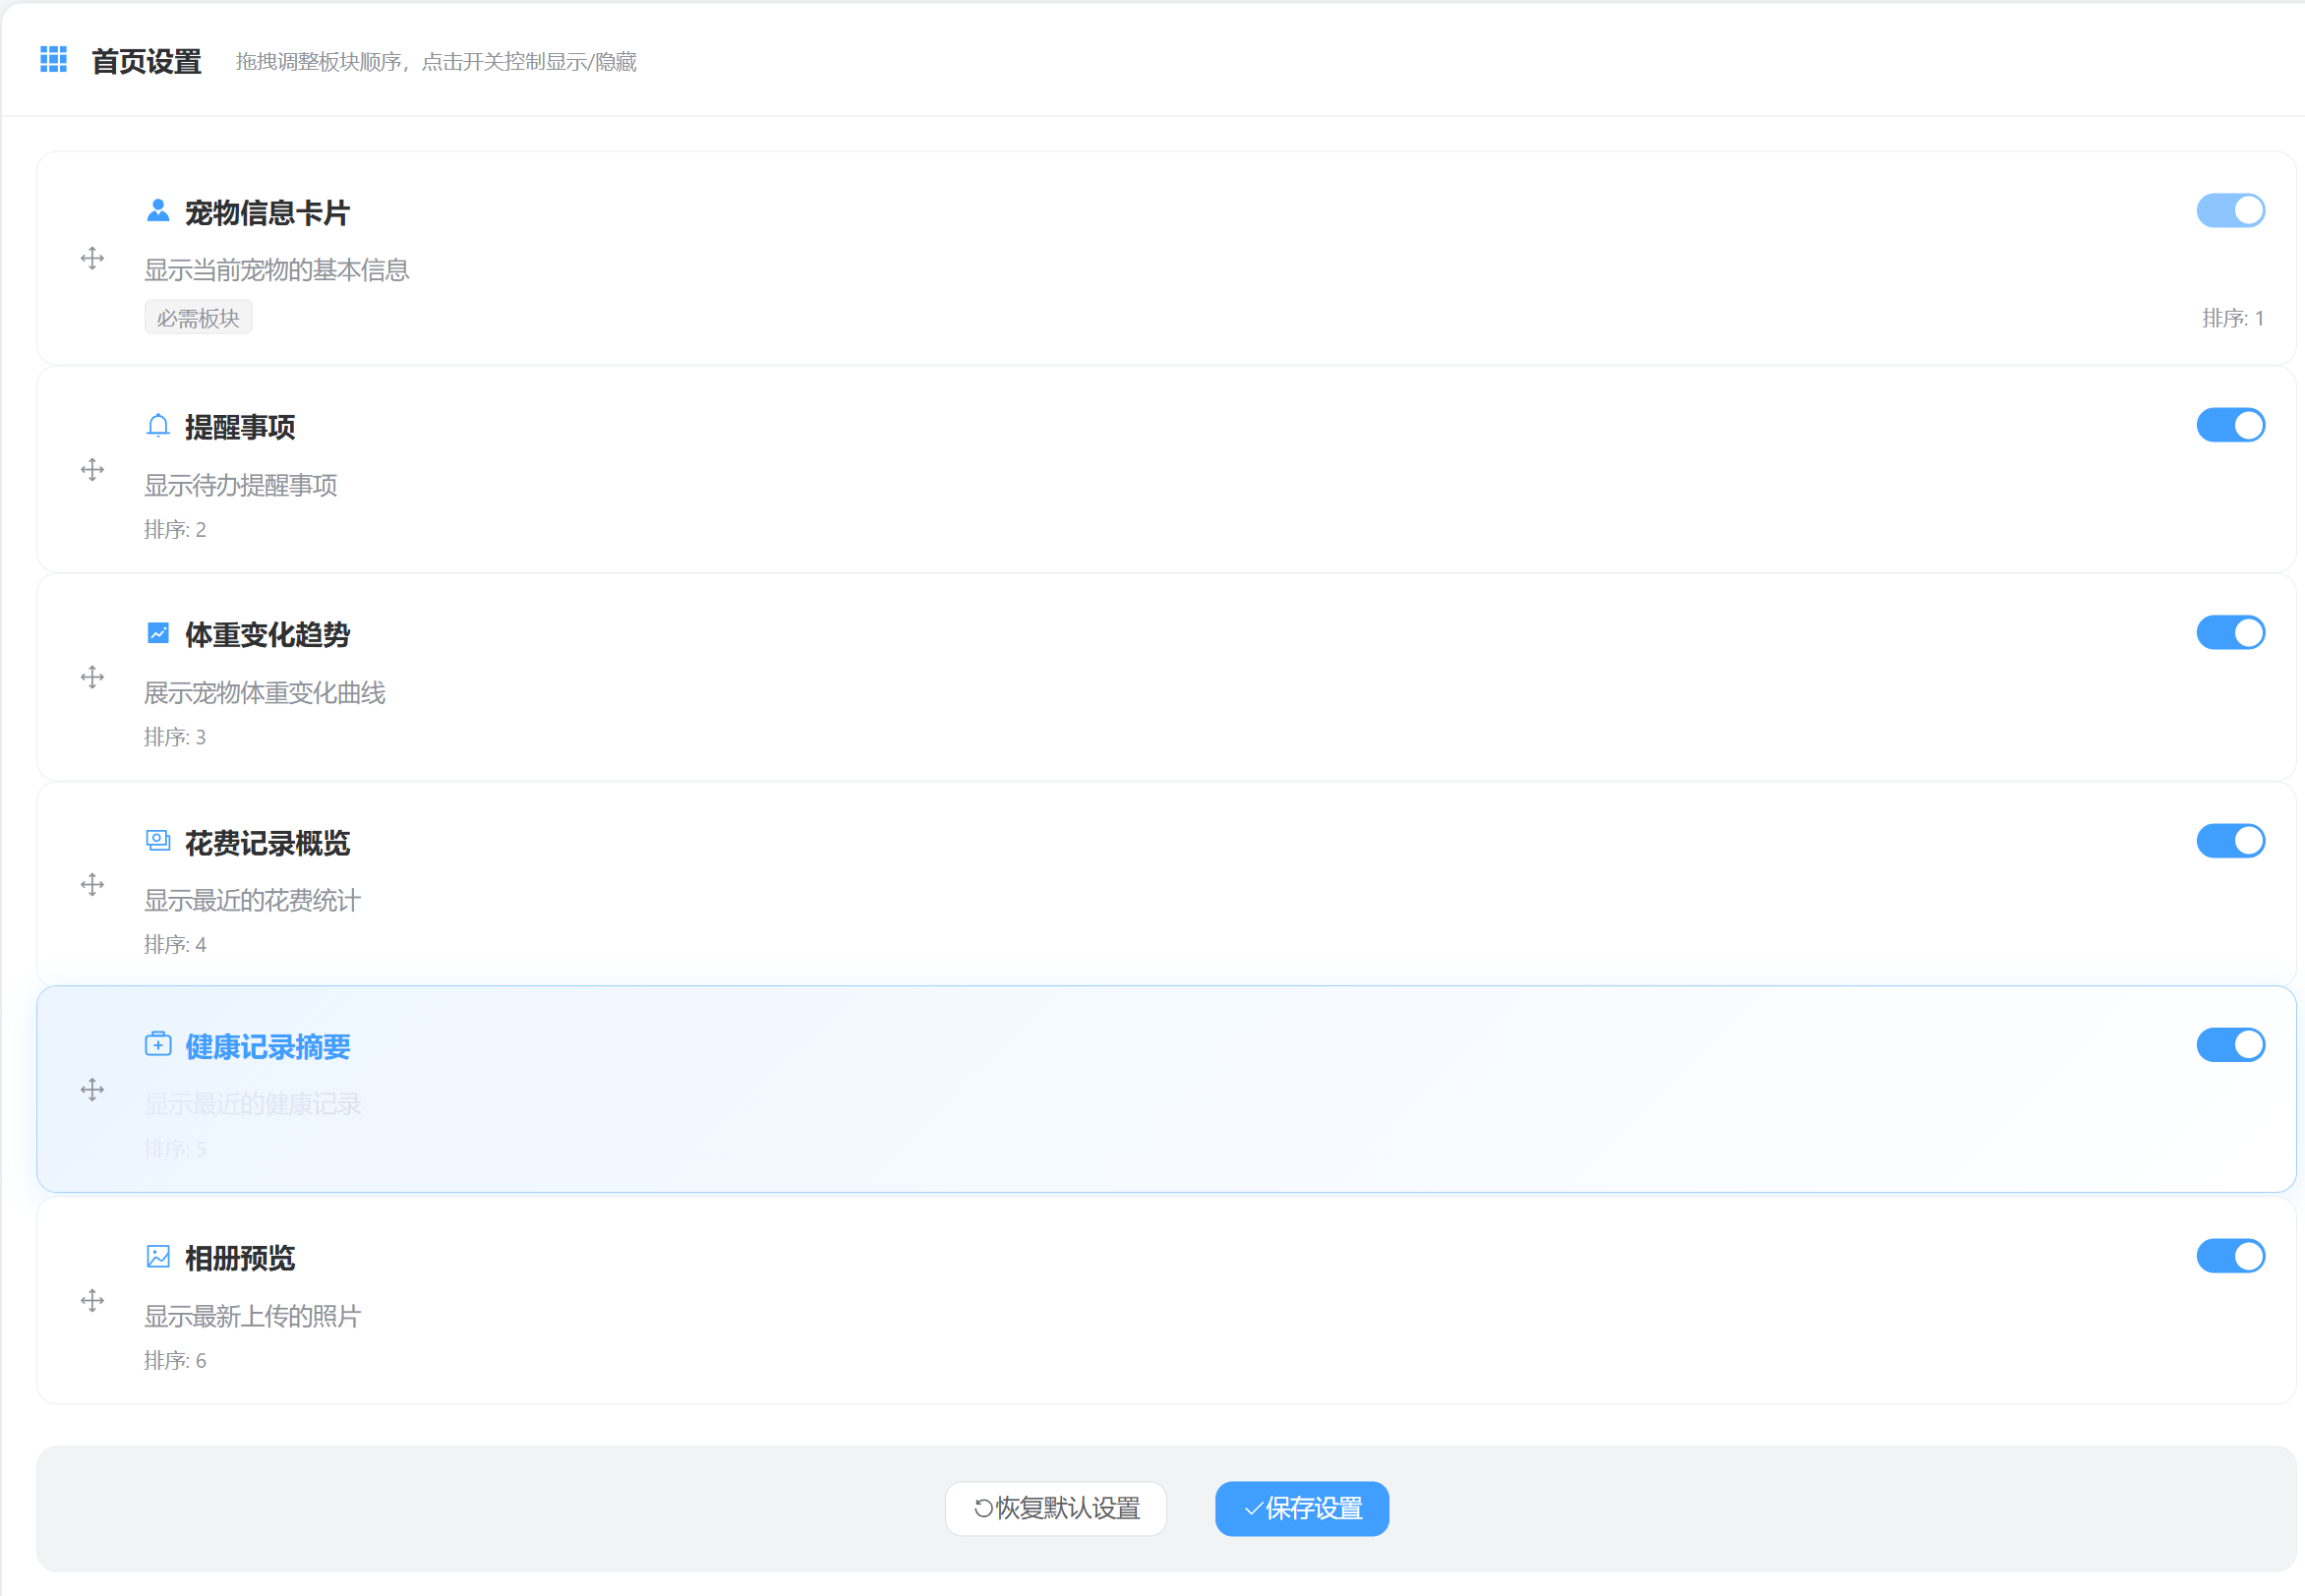 首页设置 拖拽调整板块顺序，点击开关控制显示/隐藏
宠物信息卡片
显示当前宠物的基本信息
必需板块 排序: 1
提醒事项
显示待办提醒事项
排序: 2
体重变化趋势
展示宠物体重变化曲线
排序: 3
花费记录概览
显示最近的花费统计
排序: 4
健康记录摘要
显示最近的健康记录
排序: 5
相册预览
显示最新上传的照片
排序: 6
恢复默认设置 保存设置